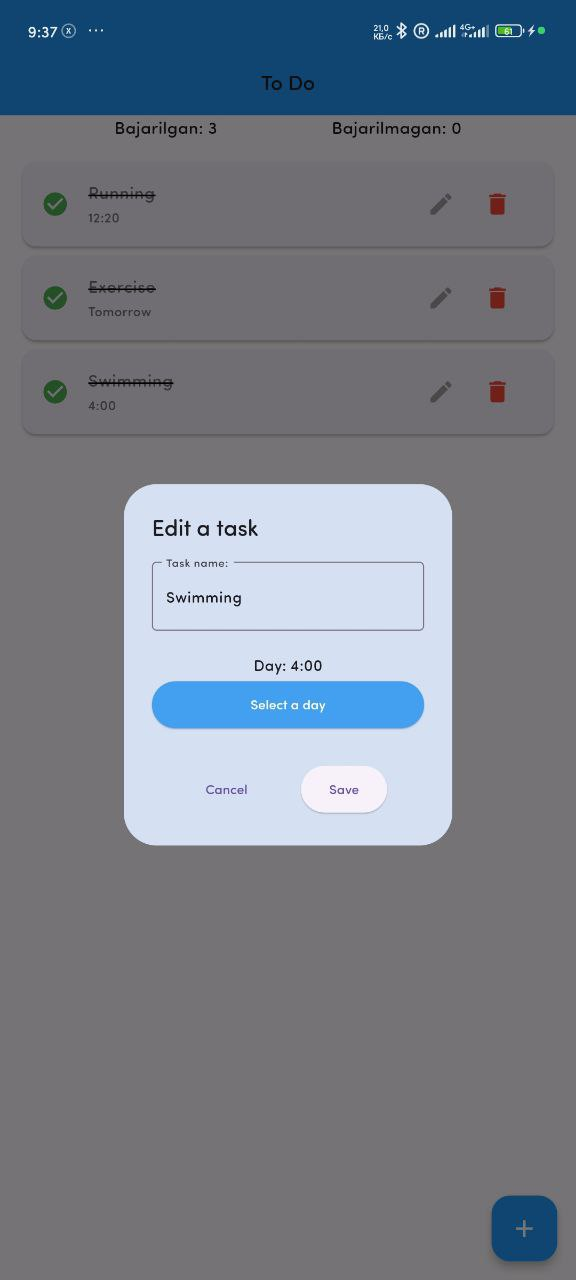 9:37
21,0
КБ/с
R
4G+
61
To Do
Bajarilgan: 3 Bajarilmagan: 0
Running
12:20
Exercise
Tomorrow
Swimming
4:00
Edit a task
Task name:
Swimming
Day: 4:00
Select a day
Cancel Save